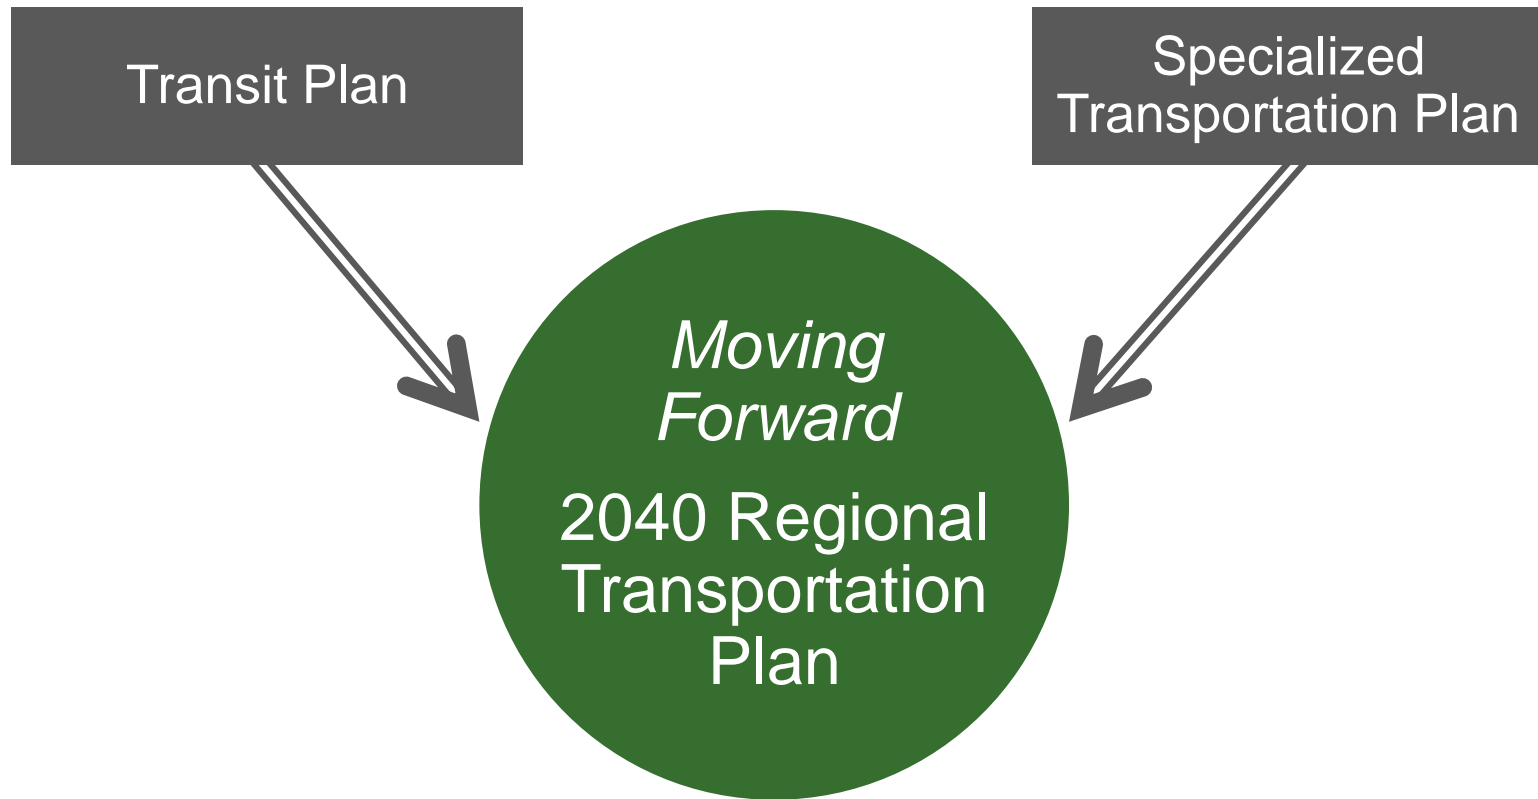 Transit Plan
Specialized
Transportation Plan
Moving
Forward
2040 Regional
Transportation
Plan